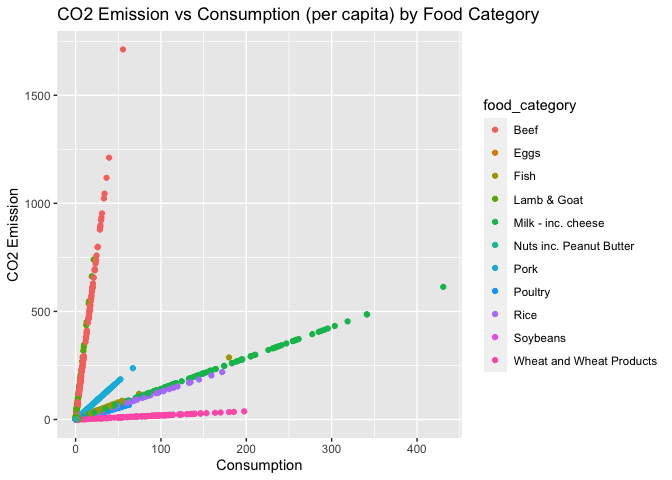 CO2 Emission vs Consumption (per capita) by Food Category
1500
1000
500
0
CO2 Emission
0 100 200 300 400
Consumption
food_category
Beef
Eggs
Fish
Lamb & Goat
Milk - inc. cheese
Nuts inc. Peanut Butter
Pork
Poultry
Rice
Soybeans
Wheat and Wheat Products